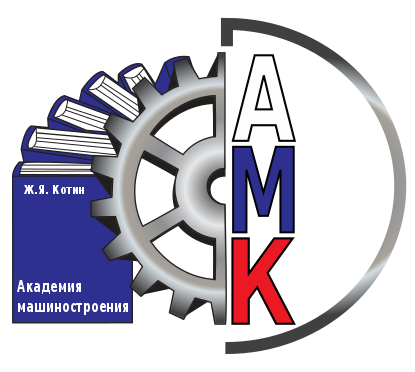 Ж.Я. Котин
Академия
машиностроения
А
М
К